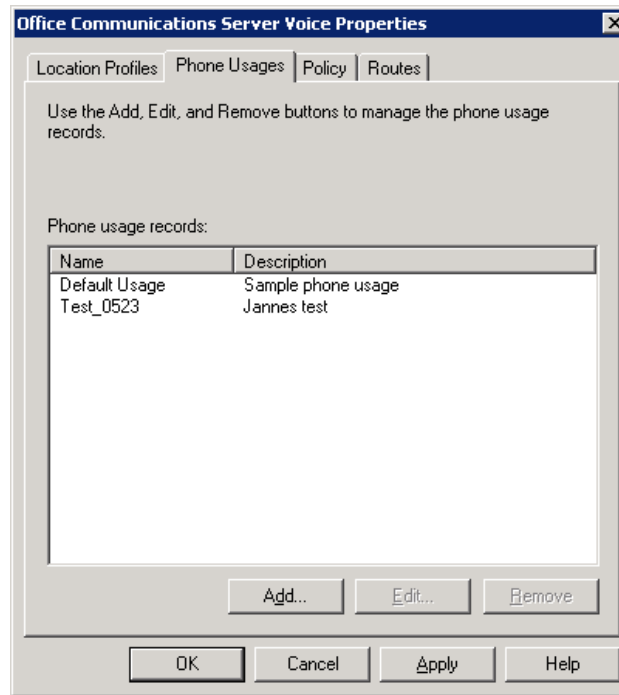 Office Communications Server Voice Properties
Location Profiles Phone Usages Policy Routes
Use the Add, Edit, and Remove buttons to manage the phone usage
records.
Phone usage records:
Name Description
Default Usage Sample phone usage
Test_0523 Jannes test
Add... Edit... Remove
OK Cancel Apply Help